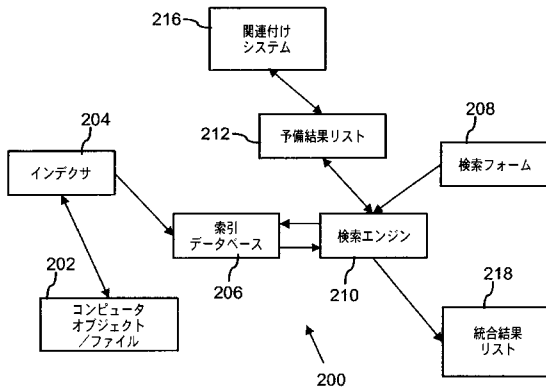 216
関連付け
システム
204
212
予備結果リスト
208
インデクサ
検索フォーム
索引
データベース
検索エンジン
202
206
210
218
コンピュータ
オブジェクト
/ファイル
統合結果
リスト
200